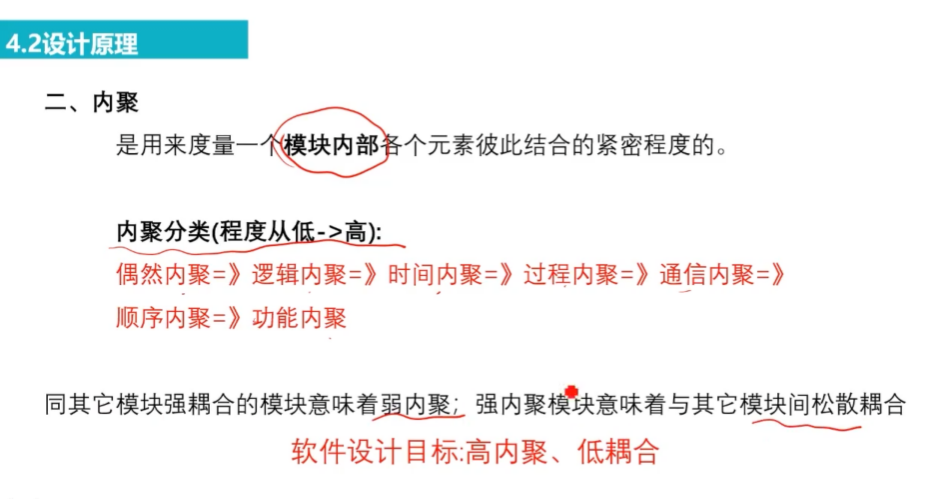 4.2设计原理
二、内聚
是用来度量一个模块内部各个元素彼此结合的紧密程度的。
内聚分类(程度从低->高):
偶然内聚=》逻辑内聚=》时间内聚=》过程内聚=》通信内聚=》
顺序内聚=》功能内聚
同其它模块强耦合的模块意味着弱内聚；强内聚模块意味着与其它模块间松散耦合
软件设计目标:高内聚、低耦合